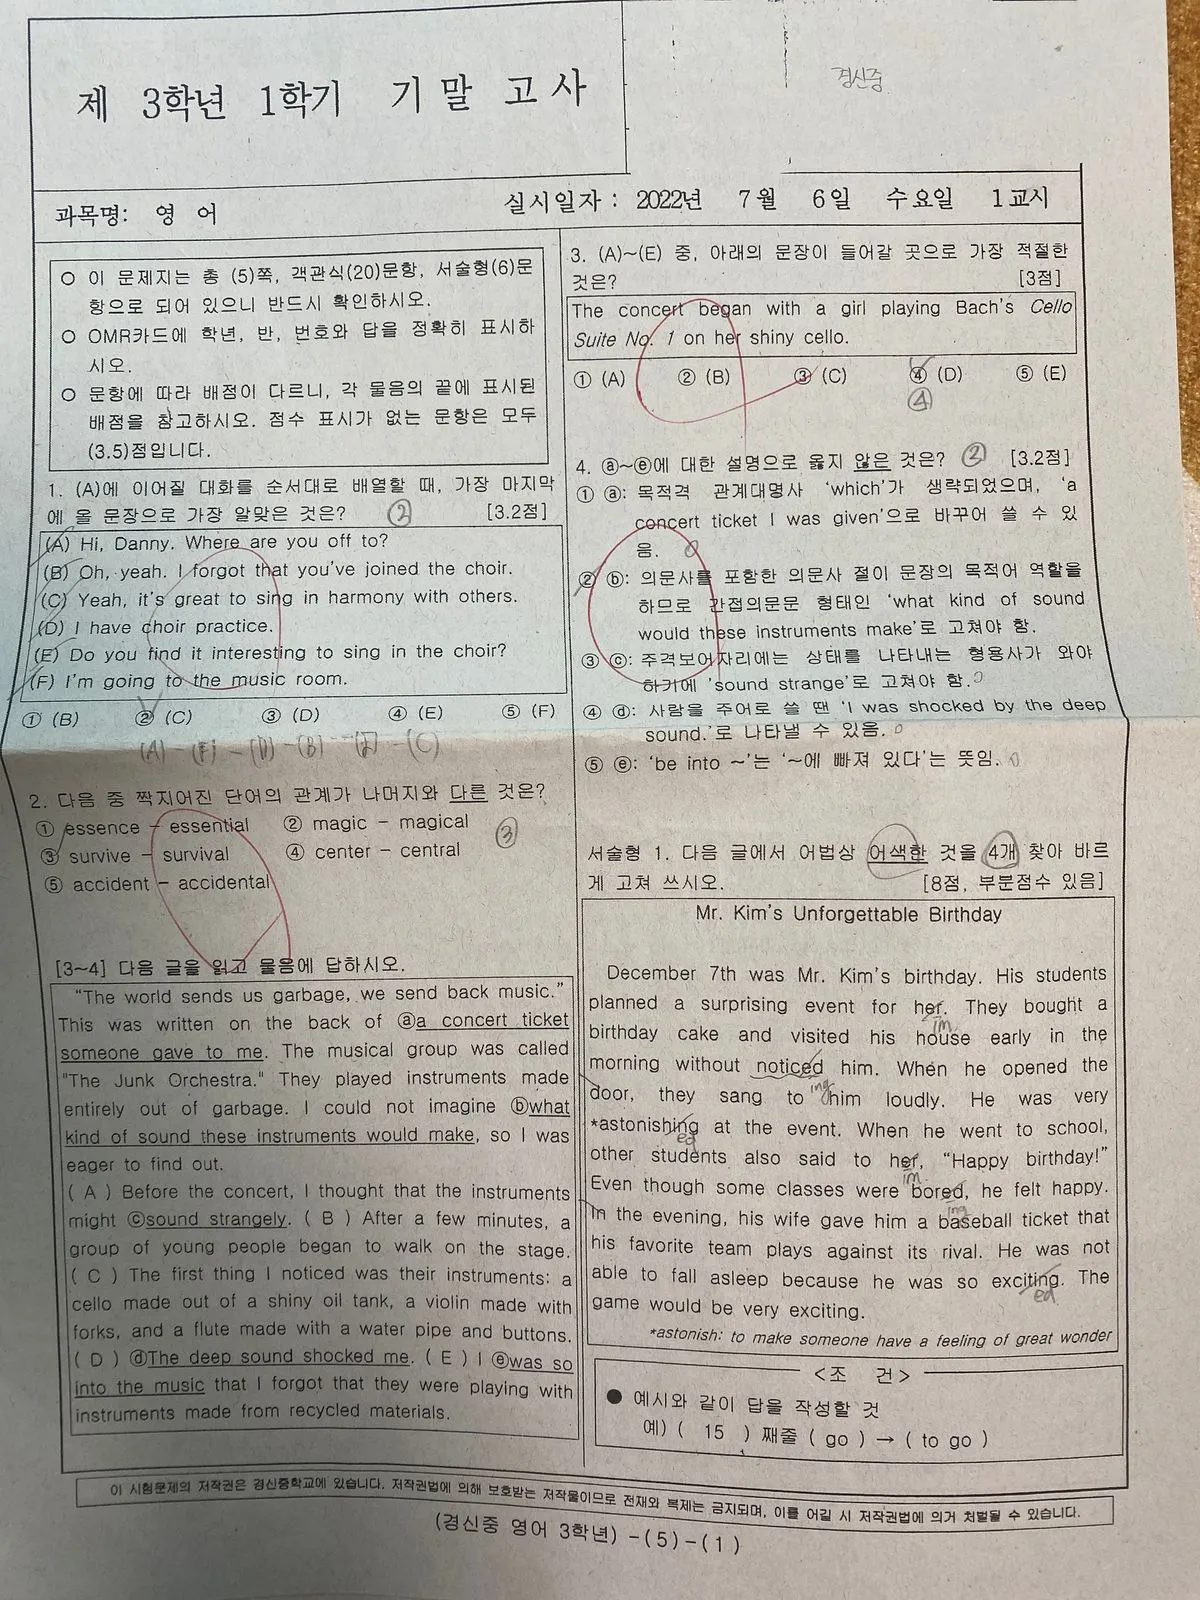 제 3학년 1학기 기말고사
경신중
과목명: 영 어
실시일자 : 2022년 7월 6일 수요일 1교시
○ 이 문제지는 총 (5)쪽, 객관식(20)문항, 서술형(6)문
항으로 되어 있으니 반드시 확인하시오.
○ OMR카드에 학년, 반, 번호와 답을 정확히 표시하
시오.
○ 문항에 따라 배점이 다르니, 각 물음의 끝에 표시된
배점을 참고하시오. 점수 표시가 없는 문항은 모두
(3.5)점입니다.
1. (A)에 이어질 대화를 순서대로 배열할 때, 가장 마지막
에 올 문장으로 가장 알맞은 것은? ② [3.2점]
(A) Hi, Danny. Where are you off to?
(B) Oh, yeah. I forgot that you've joined the choir.
(C) Yeah, it's great to sing in harmony with others.
(D) I have choir practice.
(E) Do you find it interesting to sing in the choir?
(F) I'm going to the music room.
① (B) ② (C) ③ (D) ④ (E) ⑤ (F)
(A) - (F) - (D) - (B) - (E) - (C)
2. 다음 중 짝지어진 단어의 관계가 나머지와 다른 것은?
① essence - essential ② magic - magical
③ survive - survival ④ center - central ③
⑤ accident - accidental
[3~4] 다음 글을 읽고 물음에 답하시오.
"The world sends us garbage, we send back music."
This was written on the back of ⓐa concert ticket
someone gave to me. The musical group was called
"The Junk Orchestra." They played instruments made
entirely out of garbage. I could not imagine ⓑwhat
kind of sound these instruments would make, so I was
eager to find out.
( A ) Before the concert, I thought that the instruments
might ⓒsound strangely. ( B ) After a few minutes, a
group of young people began to walk on the stage.
( C ) The first thing I noticed was their instruments: a
cello made out of a shiny oil tank, a violin made with
forks, and a flute made with a water pipe and buttons.
( D ) ⓓThe deep sound shocked me. ( E ) I ⓔwas so
into the music that I forgot that they were playing with
instruments made from recycled materials.
3. (A)~(E) 중, 아래의 문장이 들어갈 곳으로 가장 적절한
것은? [3점]
The concert began with a girl playing Bach's Cello
Suite No. 1 on her shiny cello.
① (A) ② (B) ③ (C) ④ (D) ⑤ (E)
④
4. ⓐ~ⓔ에 대한 설명으로 옳지 않은 것은? ② [3.2점]
① ⓐ: 목적격 관계대명사 'which'가 생략되었으며, 'a
concert ticket I was given'으로 바꾸어 쓸 수 있
음.
② ⓑ: 의문사를 포함한 의문사 절이 문장의 목적어 역할을
하므로 간접의문문 형태인 'what kind of sound
would these instruments make'로 고쳐야 함.
③ ⓒ: 주격보어자리에는 상태를 나타내는 형용사가 와야
하기에 'sound strange'로 고쳐야 함.
④ ⓓ: 사람을 주어로 쓸 땐 'I was shocked by the deep
sound.'로 나타낼 수 있음.
⑤ ⓔ: 'be into ~'는 '~에 빠져 있다'는 뜻임.
서술형 1. 다음 글에서 어법상 어색한 것을 4개 찾아 바르
게 고쳐 쓰시오. [8점, 부분점수 있음]
Mr. Kim's Unforgettable Birthday
December 7th was Mr. Kim's birthday. His students
planned a surprising event for her. They bought a
im
birthday cake and visited his house early in the
morning without noticed him. When he opened the
ing
door, they sang to him loudly. He was very
*astonishing at the event. When he went to school,
ed
other students also said to her, "Happy birthday!"
im
Even though some classes were bored, he felt happy.
ing
In the evening, his wife gave him a baseball ticket that
his favorite team plays against its rival. He was not
able to fall asleep because he was so exciting. The
ed
game would be very exciting.
*astonish: to make someone have a feeling of great wonder
<조 건>
● 예시와 같이 답을 작성할 것
예) ( 15 ) 째줄 ( go ) → ( to go )
이 시험문제의 저작권은 경신중학교에 있습니다. 저작권법에 의해 보호받는 저작물이므로 전재와 복제는 금지되며, 이를 어길 시 저작권법에 의거 처벌될 수 있습니다.
(경신중 영어 3학년) -(5)-(1)